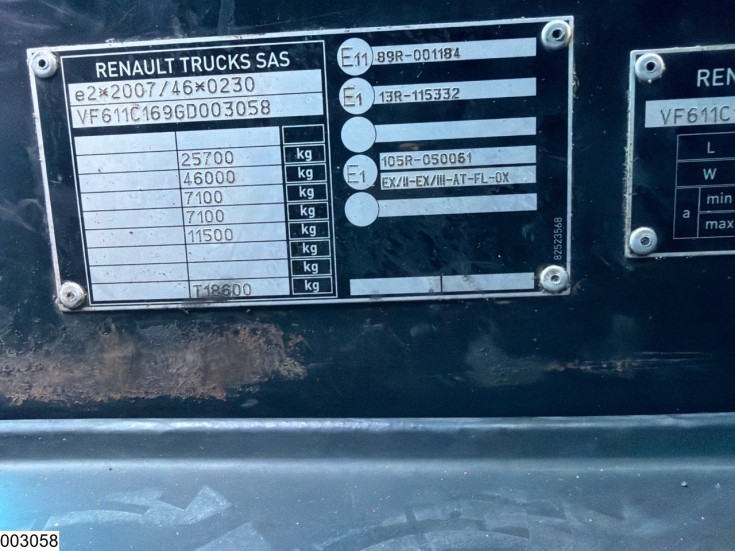 RENAULT TRUCKS SAS
e2*2007/46*0230
VF611C169GD003058
25700 kg
46000 kg
7100 kg
7100 kg
11500 kg
kg
kg
T18600 kg
E11 89R-001184
E1 13R-115332
E1 105R-050061
EX/II-EX/III-AT-FL-OX
82523568
REN
VF611C1
L
W
a min
max
003058